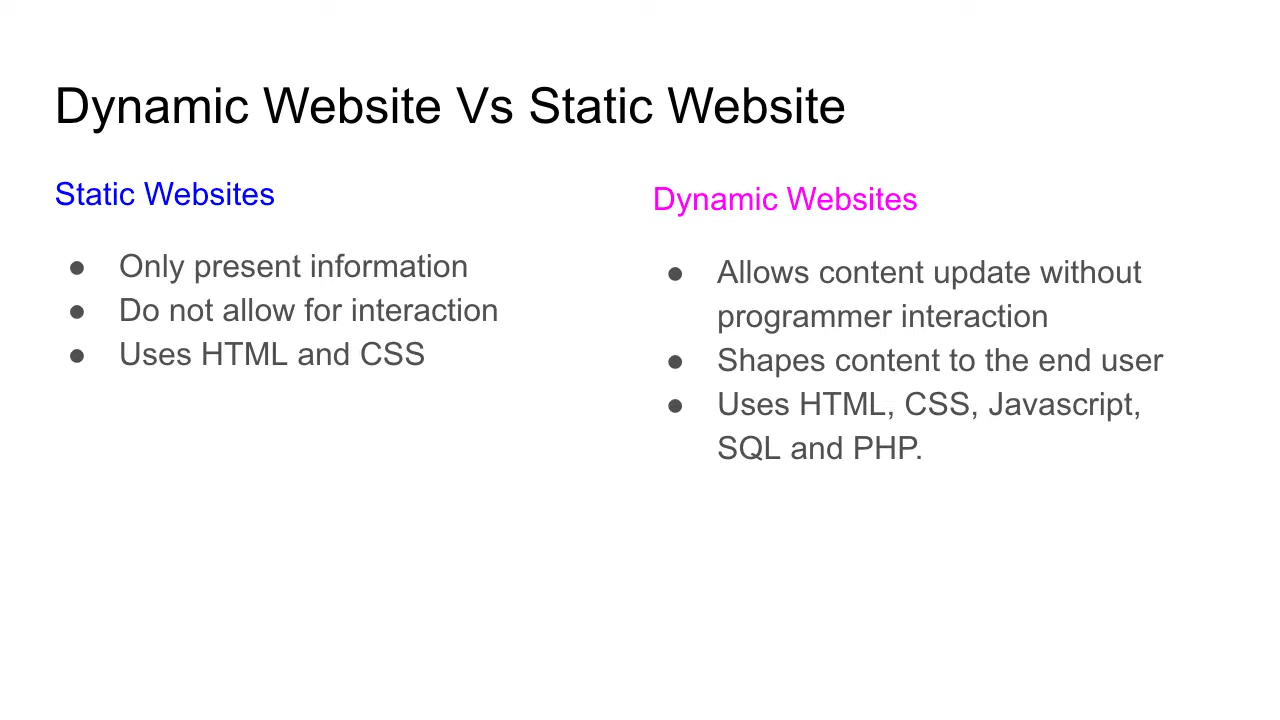 Dynamic Website Vs Static Website
Static Websites
● Only present information
● Do not allow for interaction
● Uses HTML and CSS
Dynamic Websites
● Allows content update without
programmer interaction
● Shapes content to the end user
● Uses HTML, CSS, Javascript,
SQL and PHP.